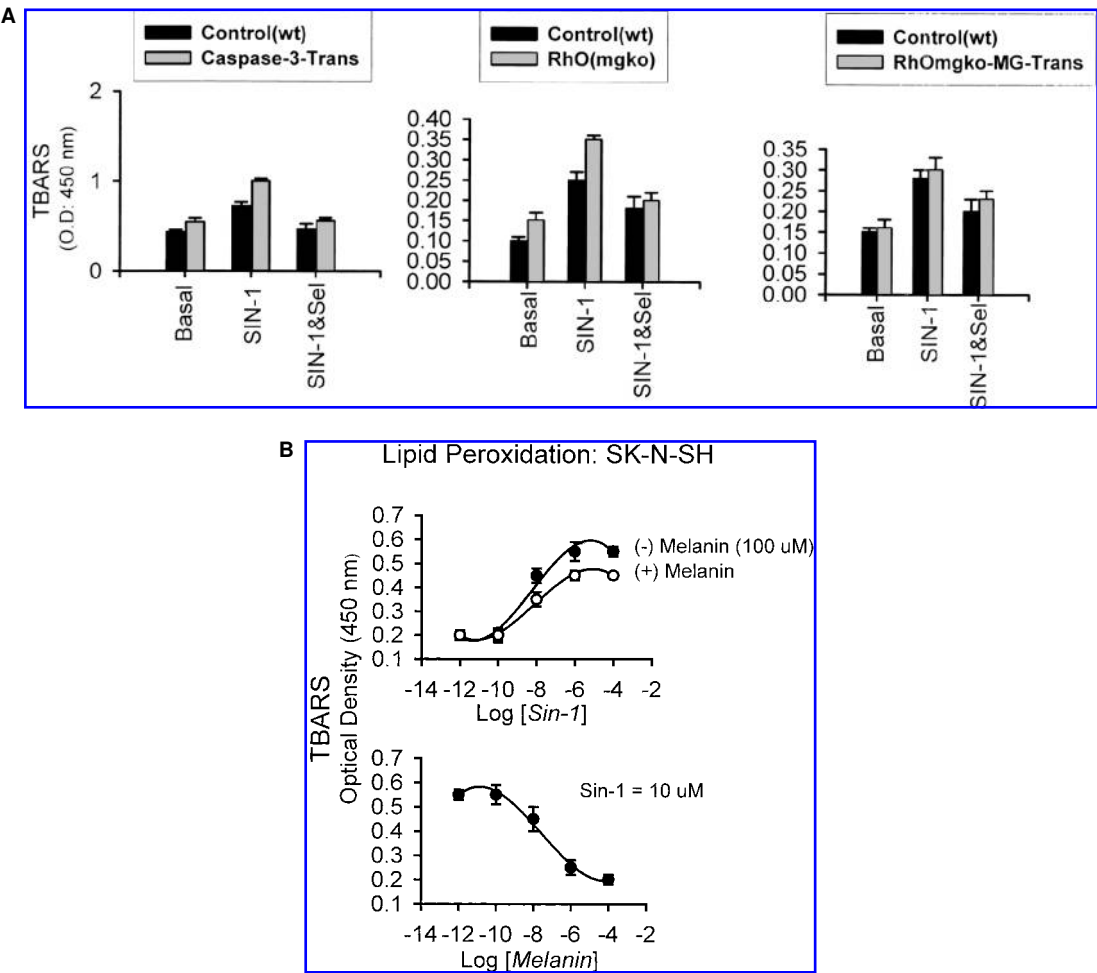 A
Control(wt)
Caspase-3-Trans
Control(wt)
RhO(mgko)
Control(wt)
RhOmgko-MG-Trans
TBARS
(O.D: 450 nm)
2
1
0
Basal
SIN-1
SIN-1&Sel
0.40
0.35
0.30
0.25
0.20
0.15
0.10
0.05
0.00
Basal
SIN-1
SIN-1&Sel
0.35
0.30
0.25
0.20
0.15
0.10
0.05
0.00
Basal
SIN-1
SIN-1&Sel
B
Lipid Peroxidation: SK-N-SH
TBARS
Optical Density (450 nm)
0.7
0.6
0.5
0.4
0.3
0.2
0.1
(-) Melanin (100 uM)
(+) Melanin
-14 -12 -10 -8 -6 -4 -2
Log [Sin-1]
0.7
0.6
0.5
0.4
0.3
0.2
0.1
Sin-1 = 10 uM
-14 -12 -10 -8 -6 -4 -2
Log [Melanin]